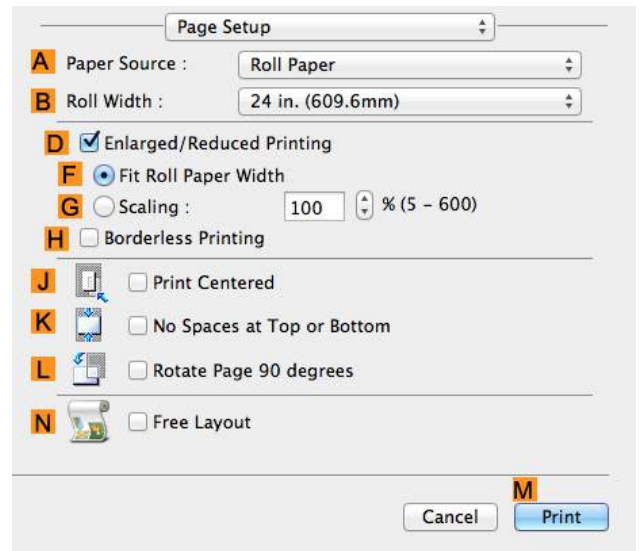 Page Setup
A Paper Source : Roll Paper
B Roll Width : 24 in. (609.6mm)
D Enlarged/Reduced Printing
F Fit Roll Paper Width
G Scaling : 100 % (5 – 600)
H Borderless Printing
J Print Centered
K No Spaces at Top or Bottom
L Rotate Page 90 degrees
N Free Layout
M
Cancel Print